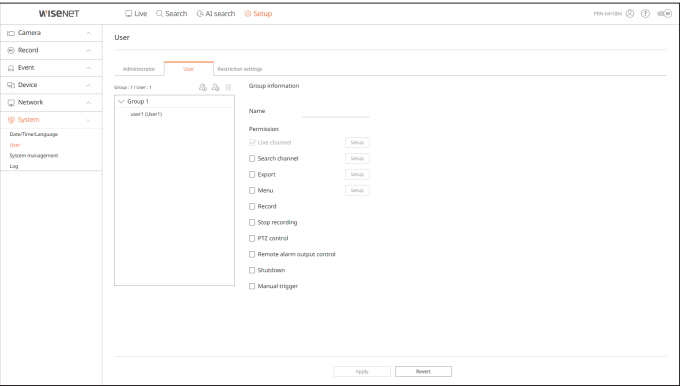 WISENET
Live Search AI search Setup
PRN-6410B4
Camera
Record
Event
Device
Network
System
Date/Time/Language
User
System management
Log
User
Administrator User Restriction settings
Group : 1 / User : 1
Group 1
user1 (User1)
Group information
Name
Permission
Live channel Setup
Search channel
Export Setup
Menu Setup
Record
Stop recording
PTZ control
Remote alarm output control
Shutdown
Manual trigger
Apply Revert